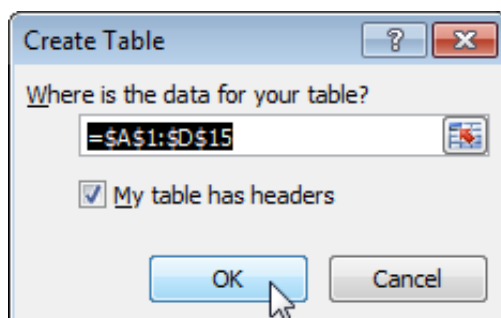 Create Table
?
Where is the data for your table?
=$A$1:$D$15
My table has headers
OK
Cancel